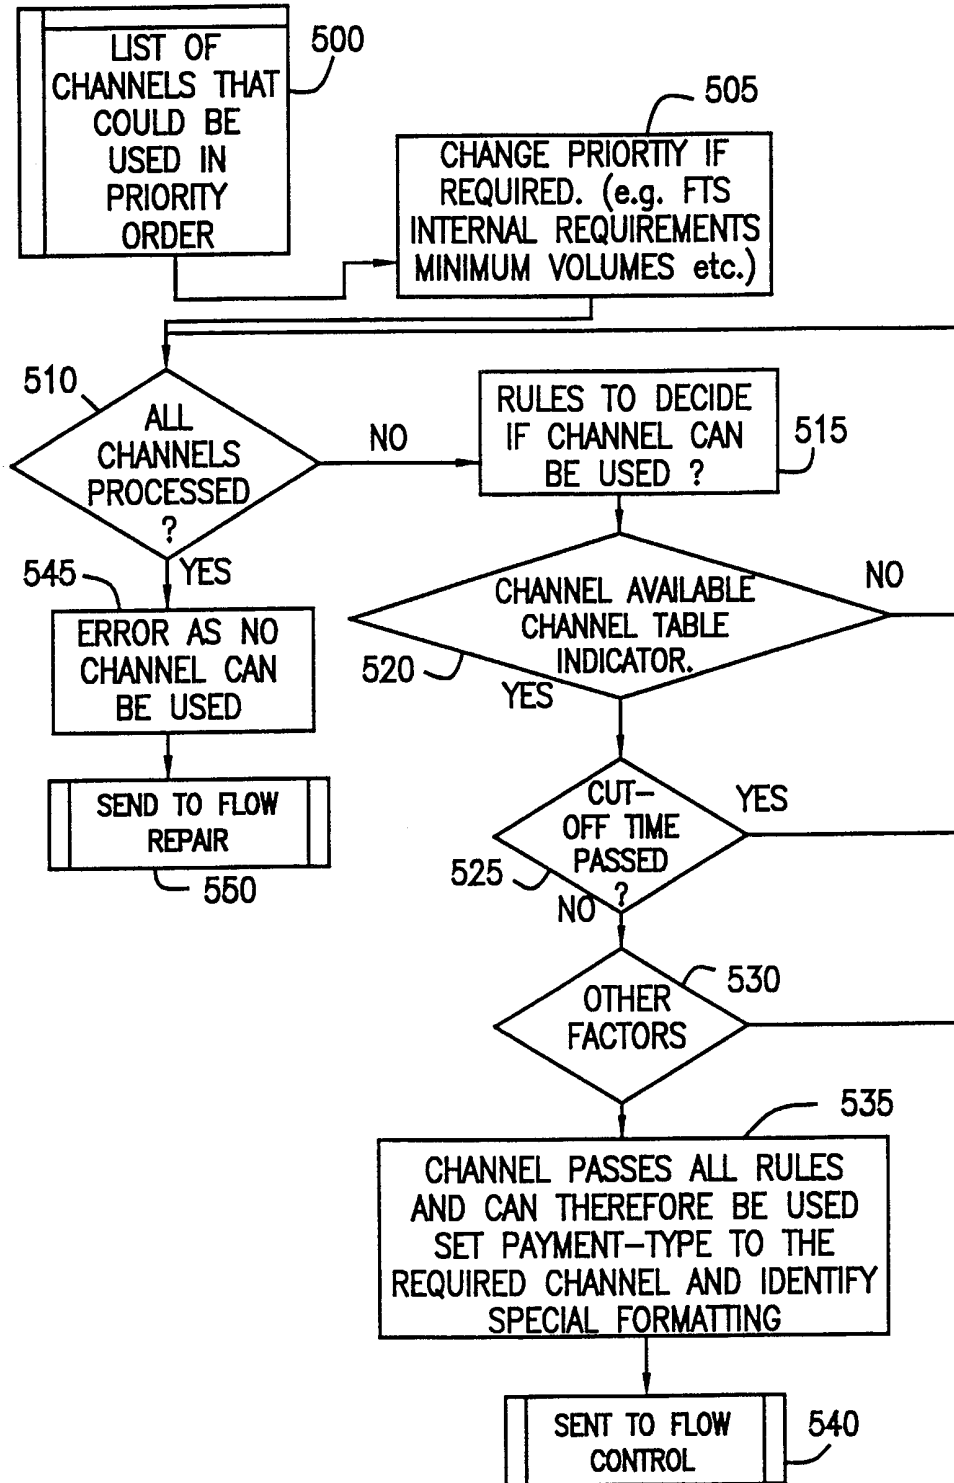 LIST OF
CHANNELS THAT
COULD BE
USED IN
PRIORITY
ORDER
500
505
CHANGE PRIORTIY IF
REQUIRED. (e.g. FTS
INTERNAL REQUIREMENTS
MINIMUM VOLUMES etc.)
510
ALL
CHANNELS
PROCESSED
?
NO
RULES TO DECIDE
IF CHANNEL CAN
BE USED ?
515
YES
545
ERROR AS NO
CHANNEL CAN
BE USED
SEND TO FLOW
REPAIR
550
CHANNEL AVAILABLE
CHANNEL TABLE
INDICATOR.
NO
520
YES
CUT-
OFF TIME
PASSED
?
YES
525
NO
530
OTHER
FACTORS
535
CHANNEL PASSES ALL RULES
AND CAN THEREFORE BE USED
SET PAYMENT-TYPE TO THE
REQUIRED CHANNEL AND IDENTIFY
SPECIAL FORMATTING
SENT TO FLOW
CONTROL
540